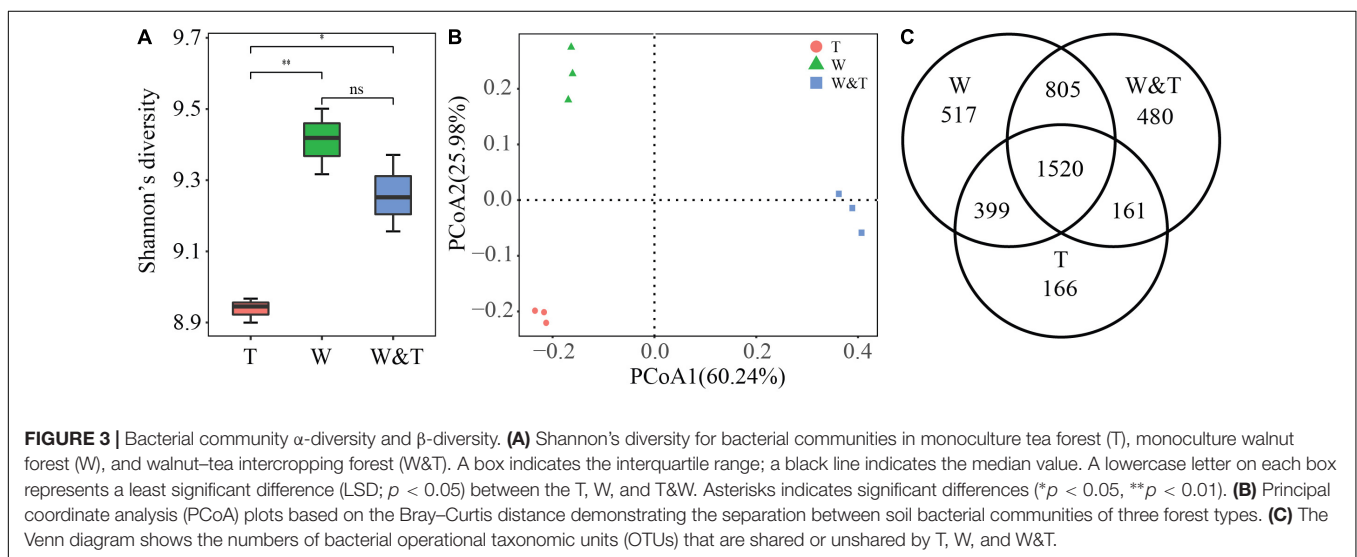 A
9.7
9.5
9.3
9.1
8.9
Shannon's diversity
*
**
ns
T
W
W&T
B
T
W
W&T
0.2
0.1
0.0
−0.1
−0.2
PCoA2(25.98%)
−0.2
0.0
0.2
0.4
PCoA1(60.24%)
C
W
517
805
W&T
480
1520
399
161
T
166
FIGURE 3 | Bacterial community α-diversity and β-diversity. (A) Shannon's diversity for bacterial communities in monoculture tea forest (T), monoculture walnut
forest (W), and walnut–tea intercropping forest (W&T). A box indicates the interquartile range; a black line indicates the median value. A lowercase letter on each box
represents a least significant difference (LSD; p < 0.05) between the T, W, and T&W. Asterisks indicates significant differences (*p < 0.05, **p < 0.01). (B) Principal
coordinate analysis (PCoA) plots based on the Bray–Curtis distance demonstrating the separation between soil bacterial communities of three forest types. (C) The
Venn diagram shows the numbers of bacterial operational taxonomic units (OTUs) that are shared or unshared by T, W, and W&T.